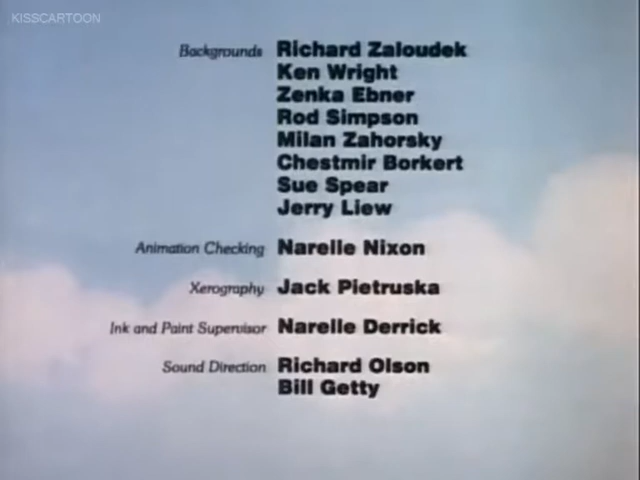 KISSCARTOON
Backgrounds Richard Zaloudek
Ken Wright
Zenka Ebner
Rod Simpson
Milan Zahorsky
Chestmir Borkert
Sue Spear
Jerry Liew
Animation Checking Narelle Nixon
Xerography Jack Pietruska
Ink and Paint Supervisor Narelle Derrick
Sound Direction Richard Olson
Bill Getty